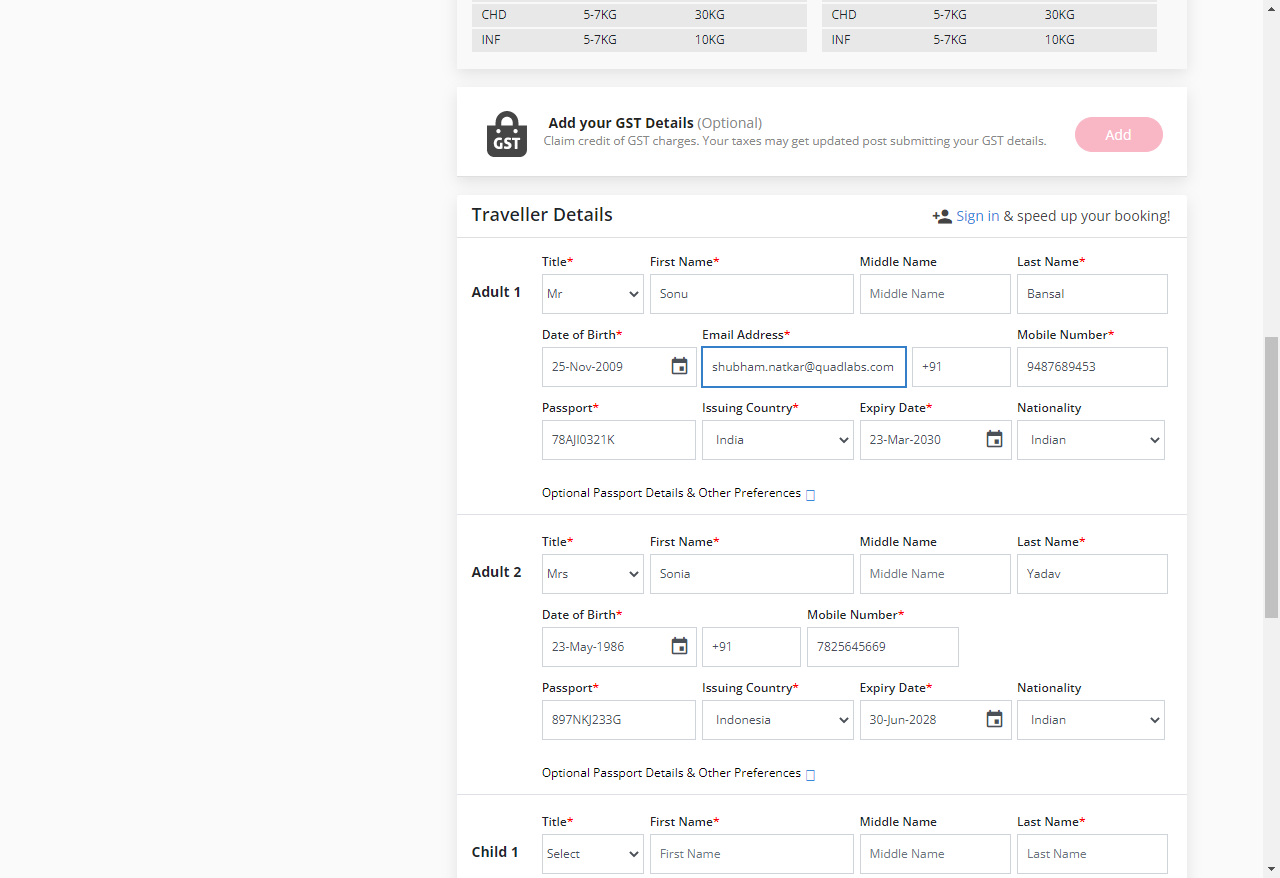 CHD 5-7KG 30KG CHD 5-7KG 30KG
INF 5-7KG 10KG INF 5-7KG 10KG
GST
Add your GST Details (Optional)
Claim credit of GST charges. Your taxes may get updated post submitting your GST details.
Add
Traveller Details
Sign in & speed up your booking!
Title* First Name* Middle Name Last Name*
Adult 1 Mr Sonu Middle Name Bansal
Date of Birth* Email Address* Mobile Number*
25-Nov-2009 shubham.natkar@quadlabs.com +91 9487689453
Passport* Issuing Country* Expiry Date* Nationality
78AJI0321K India 23-Mar-2030 Indian
Optional Passport Details & Other Preferences
Title* First Name* Middle Name Last Name*
Adult 2 Mrs Sonia Middle Name Yadav
Date of Birth* Mobile Number*
23-May-1986 +91 7825645669
Passport* Issuing Country* Expiry Date* Nationality
897NKJ233G Indonesia 30-Jun-2028 Indian
Optional Passport Details & Other Preferences
Title* First Name* Middle Name Last Name*
Child 1 Select First Name Middle Name Last Name